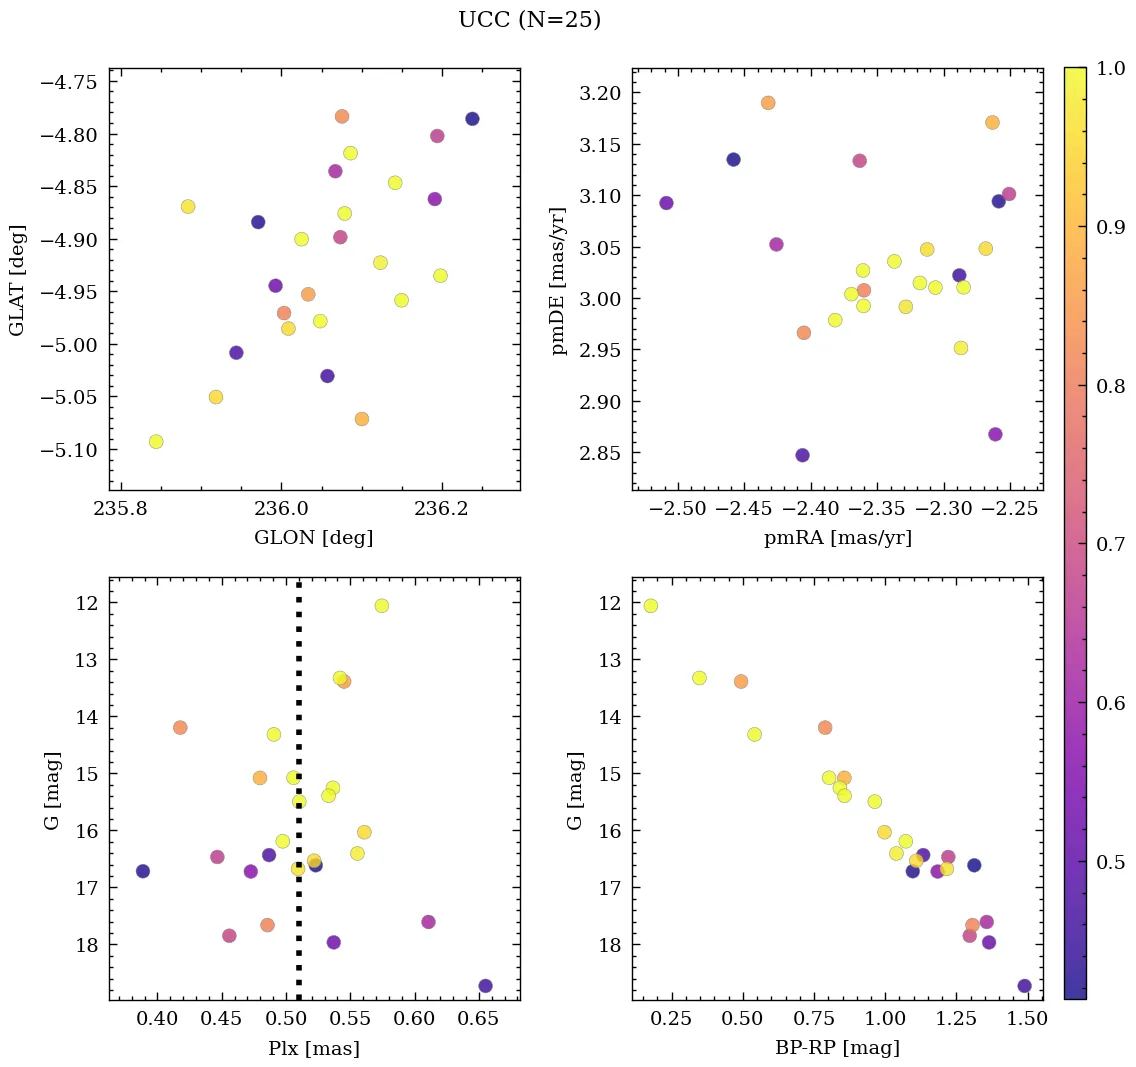 UCC (N=25)
−4.75
−4.80
−4.85
−4.90
−4.95
−5.00
−5.05
−5.10
GLAT [deg]
235.8 236.0 236.2
GLON [deg]
3.20
3.15
3.10
3.05
3.00
2.95
2.90
2.85
pmDE [mas/yr]
−2.50 −2.45 −2.40 −2.35 −2.30 −2.25
pmRA [mas/yr]
12
13
14
15
16
17
18
G [mag]
0.40 0.45 0.50 0.55 0.60 0.65
Plx [mas]
12
13
14
15
16
17
18
G [mag]
0.25 0.50 0.75 1.00 1.25 1.50
BP-RP [mag]
1.0
0.9
0.8
0.7
0.6
0.5